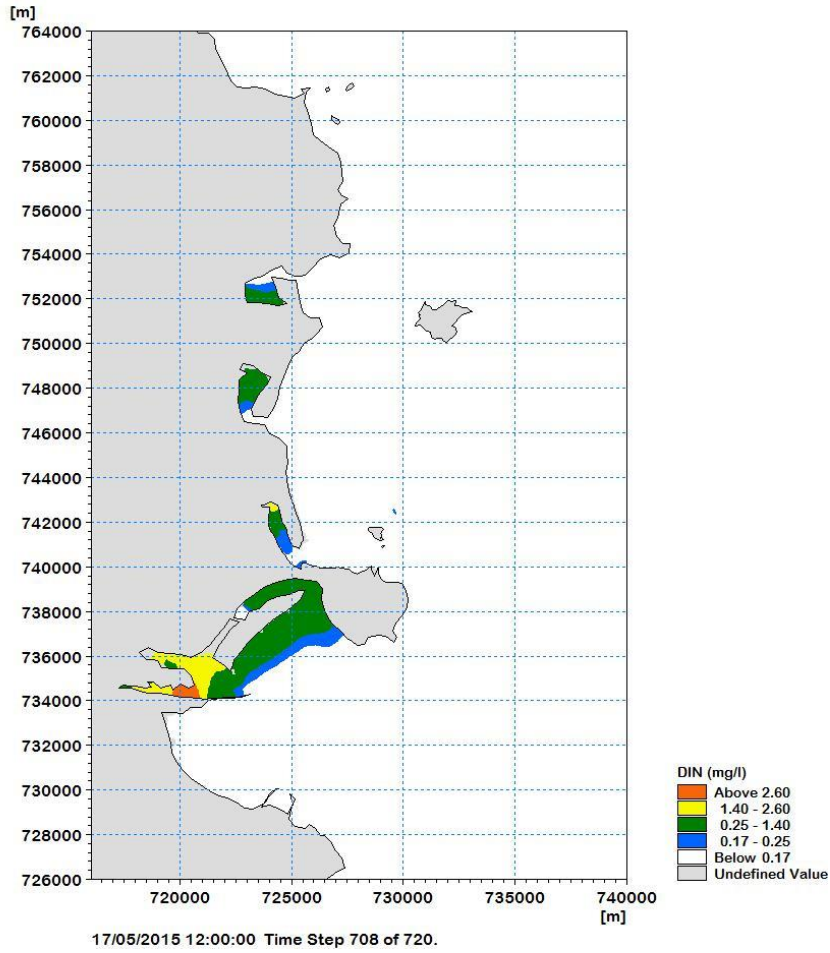 [m]
764000
762000
760000
758000
756000
754000
752000
750000
748000
746000
744000
742000
740000
738000
736000
734000
732000
730000
728000
726000
720000 725000 730000 735000 740000
[m]
DIN (mg/l)
Above 2.60
1.40 - 2.60
0.25 - 1.40
0.17 - 0.25
Below 0.17
Undefined Value
17/05/2015 12:00:00 Time Step 708 of 720.